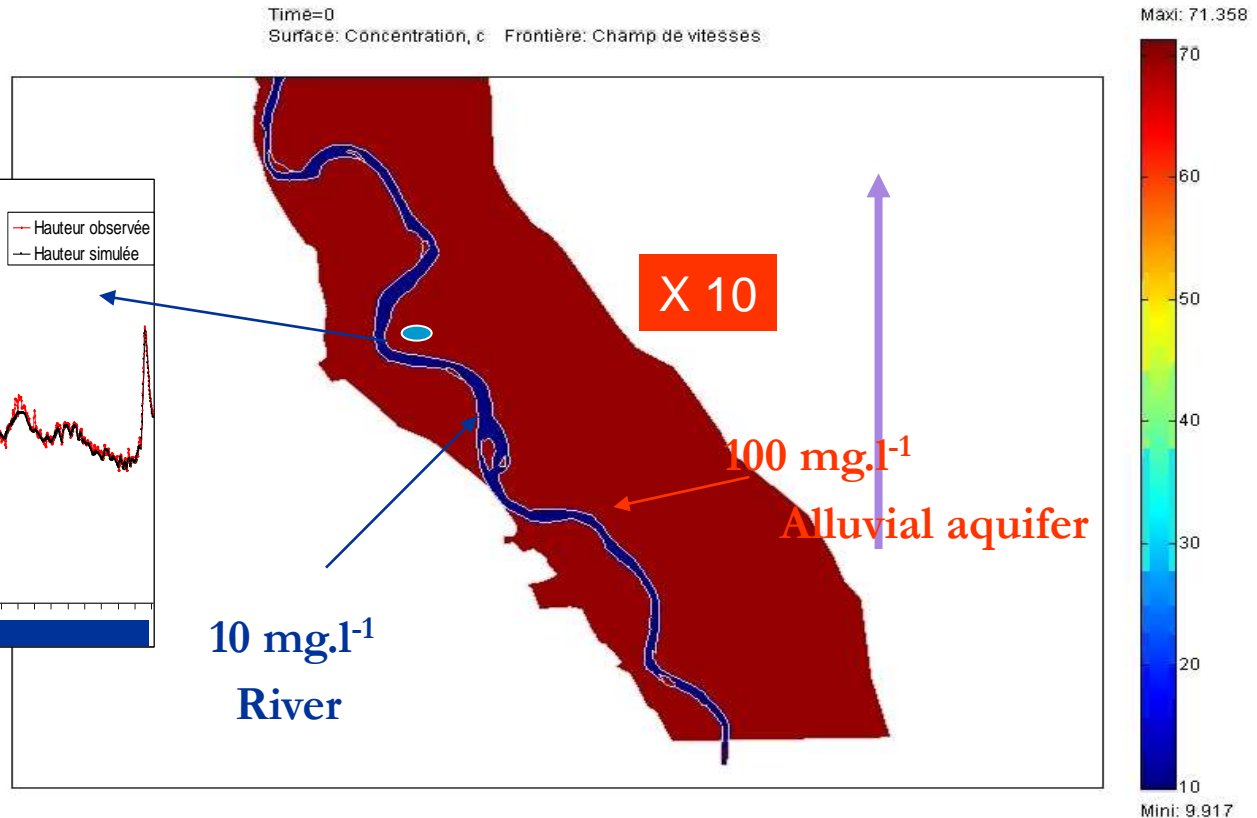 Time=0
Surface: Concentration, c Frontière: Champ de vitesses
Maxi: 71.358
70
60
50
40
30
20
10
Mini: 9.917
Hauteur observée
Hauteur simulée
X 10
100 mg.l⁻¹
Alluvial aquifer
10 mg.l⁻¹
River